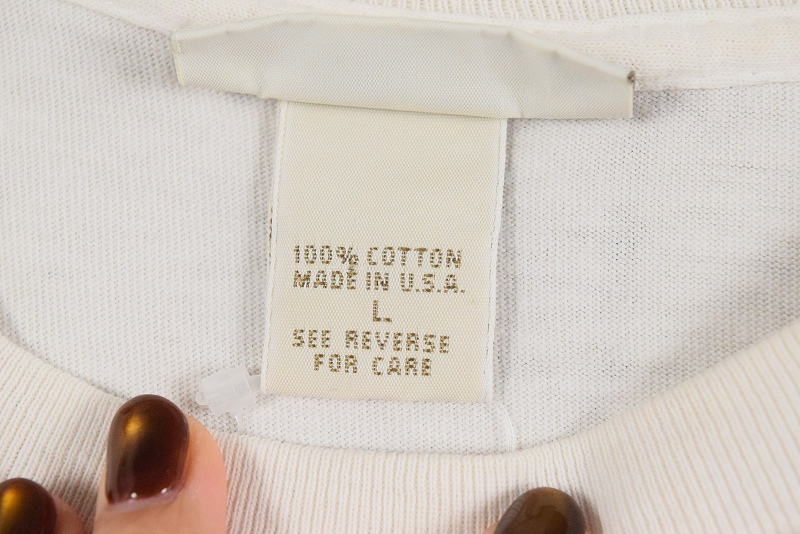 100% COTTON
MADE IN U.S.A.
L
SEE REVERSE
FOR CARE